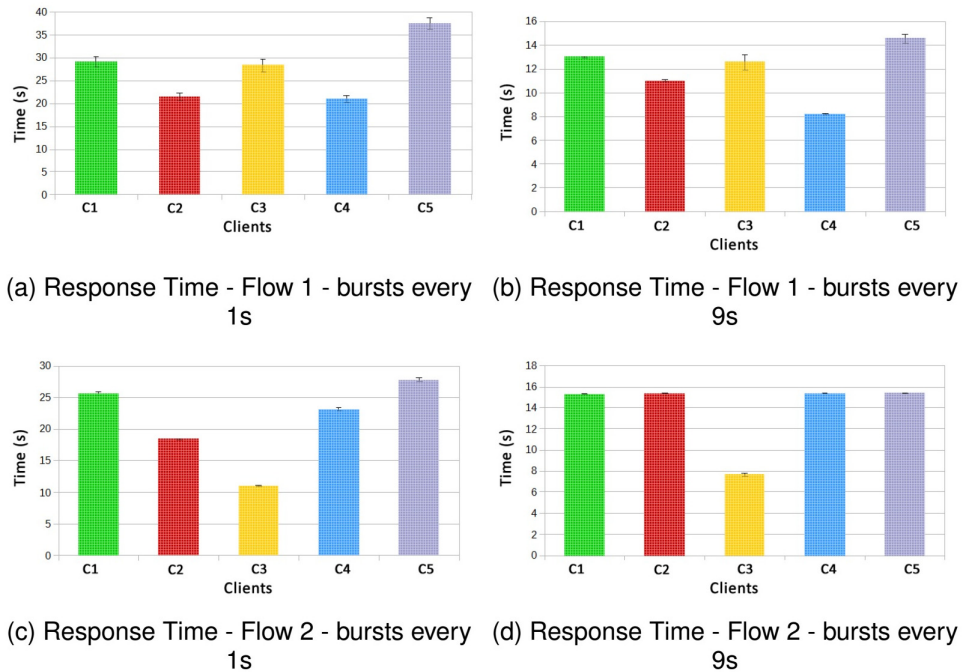 40
35
30
25
20
15
10
5
0
Time (s)
C1 C2 C3 C4 C5
Clients
(a) Response Time - Flow 1 - bursts every
1s
16
14
12
10
8
6
4
2
0
Time (s)
C1 C2 C3 C4 C5
Clients
(b) Response Time - Flow 1 - bursts every
9s
30
25
20
15
10
5
0
Time (s)
C1 C2 C3 C4 C5
Clients
(c) Response Time - Flow 2 - bursts every
1s
18
16
14
12
10
8
6
4
2
0
Time (s)
C1 C2 C3 C4 C5
Clients
(d) Response Time - Flow 2 - bursts every
9s